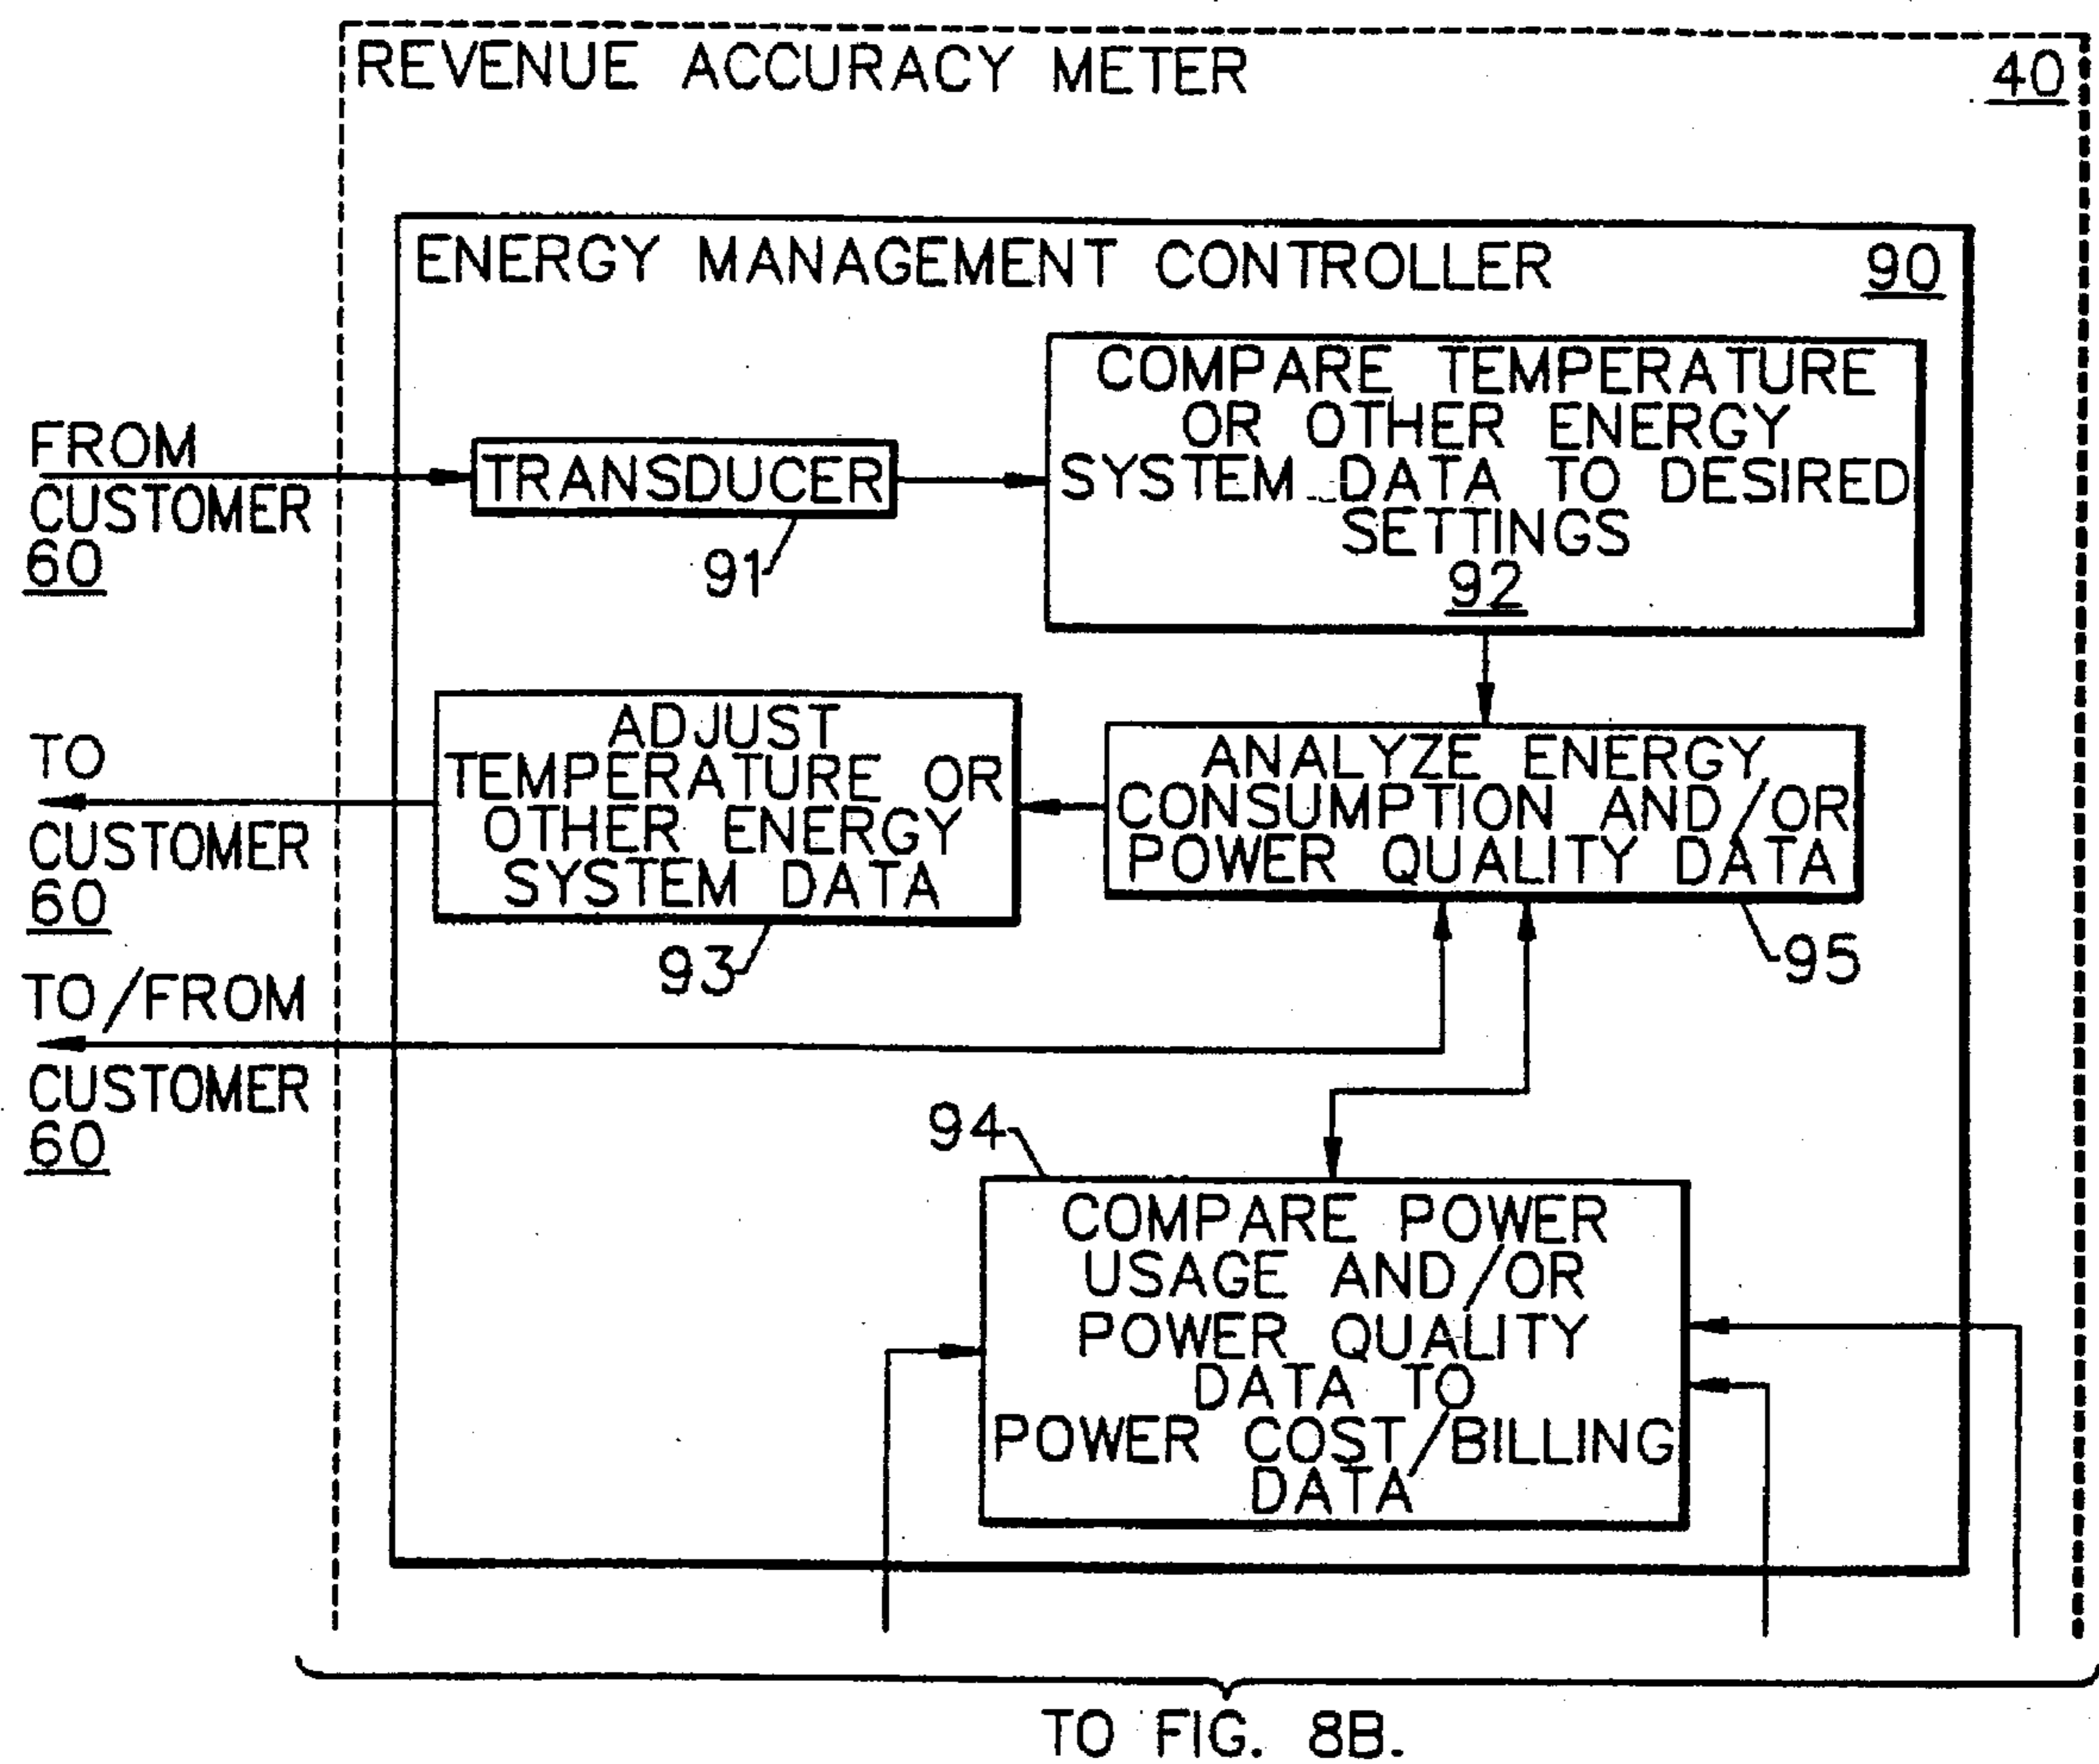 REVENUE ACCURACY METER
40
ENERGY MANAGEMENT CONTROLLER
90
FROM
CUSTOMER
60
TRANSDUCER
91
COMPARE TEMPERATURE
OR OTHER ENERGY
SYSTEM DATA TO DESIRED
SETTINGS
92
TO
CUSTOMER
60
ADJUST
TEMPERATURE OR
OTHER ENERGY
SYSTEM DATA
93
ANALYZE ENERGY
CONSUMPTION AND/OR
POWER QUALITY DATA
95
TO/FROM
CUSTOMER
60
94
COMPARE POWER
USAGE AND/OR
POWER QUALITY
DATA TO
POWER COST/BILLING
DATA
TO FIG. 8B.